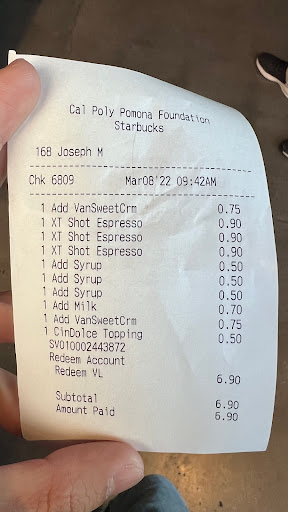 Cal Poly Pomona Foundation
Starbucks
168 Joseph M
Chk 6809 Mar08'22 09:42AM
1 Add VanSweetCrm 0.75
1 XT Shot Espresso 0.90
1 XT Shot Espresso 0.90
1 XT Shot Espresso 0.90
1 Add Syrup 0.50
1 Add Syrup 0.50
1 Add Syrup 0.50
1 Add Milk 0.70
1 Add VanSweetCrm 0.75
1 CinDolce Topping 0.50
SV010002443872
Redeem Account
Redeem VL 6.90
Subtotal 6.90
Amount Paid 6.90